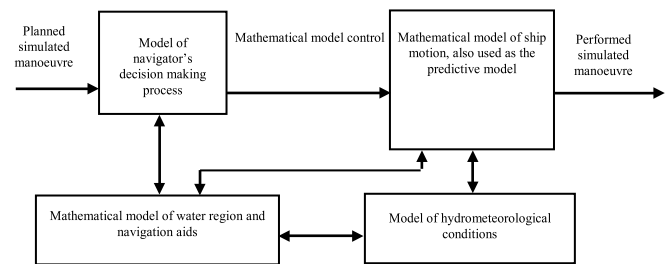 Planned
simulated
manoeuvre
Model of
navigator's
decision making
process
Mathematical model control
Mathematical model of ship
motion, also used as the
predictive model
Performed
simulated
manoeuvre
Mathematical model of water region and
navigation aids
Model of hydrometeorological
conditions